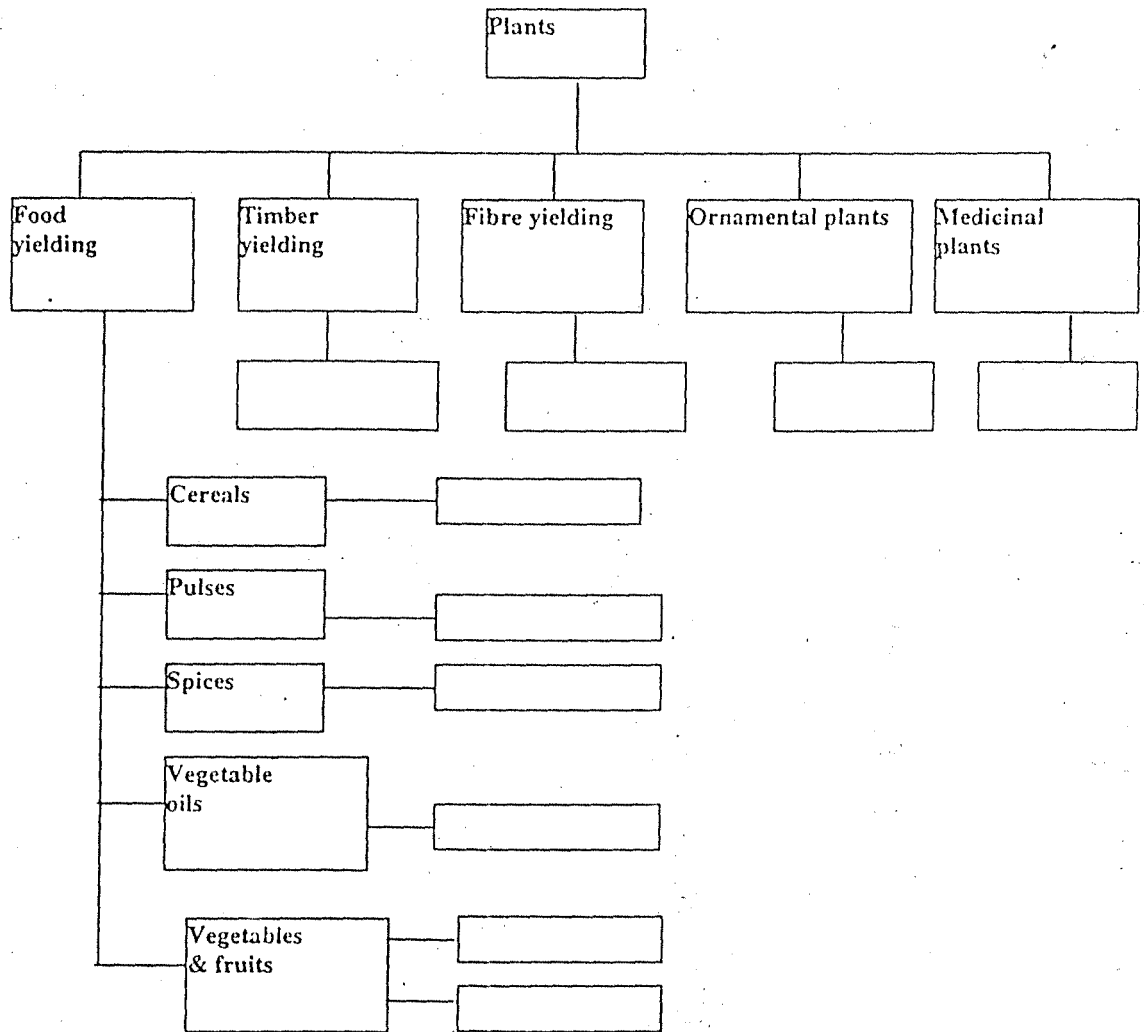 Plants
Food
yielding
Timber
yielding
Fibre yielding
Ornamental plants
Medicinal
plants
Cereals
Pulses
Spices
Vegetable
oils
Vegetables
& fruits